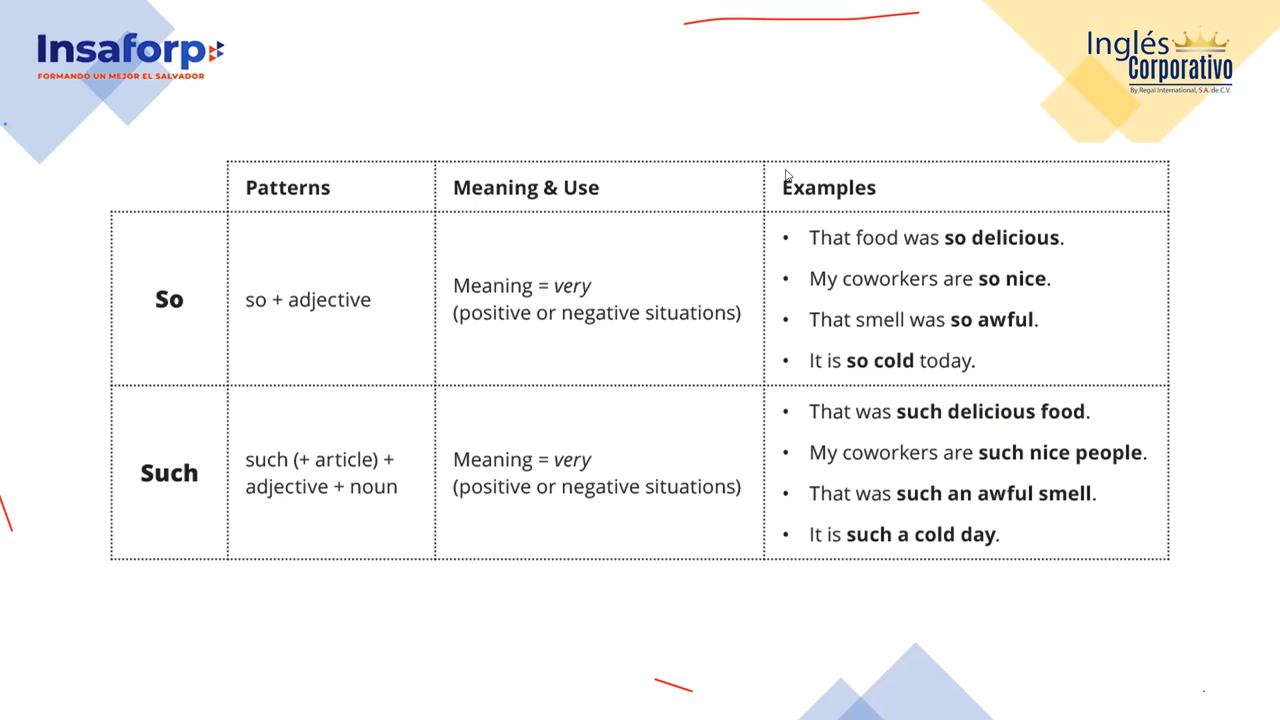 Insaforp
FORMANDO UN MEJOR EL SALVADOR
Inglés
Corporativo
By Regal International, S.A. de C.V.
Patterns
Meaning & Use
Examples
So
so + adjective
Meaning = very
(positive or negative situations)
• That food was so delicious.
• My coworkers are so nice.
• That smell was so awful.
• It is so cold today.
Such
such (+ article) +
adjective + noun
Meaning = very
(positive or negative situations)
• That was such delicious food.
• My coworkers are such nice people.
• That was such an awful smell.
• It is such a cold day.